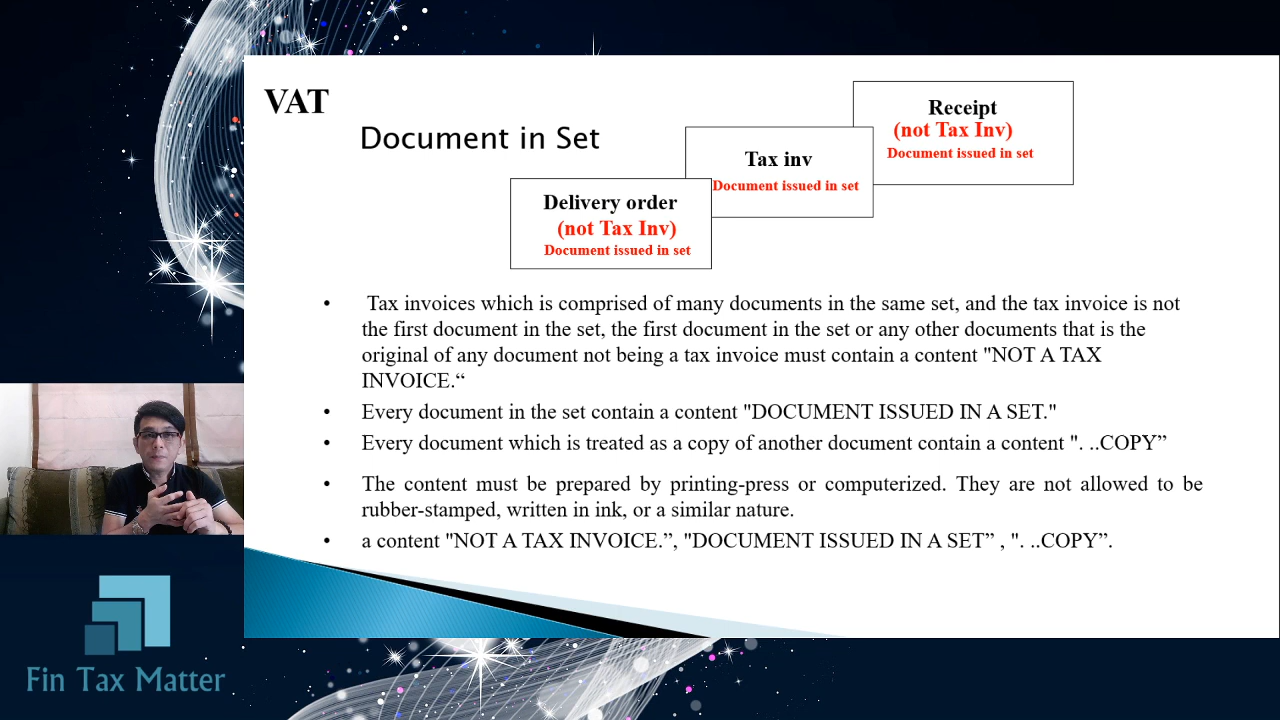 VAT
Document in Set
Receipt
(not Tax Inv)
Document issued in set
Tax inv
Document issued in set
Delivery order
(not Tax Inv)
Document issued in set
• Tax invoices which is comprised of many documents in the same set, and the tax invoice is not
the first document in the set, the first document in the set or any other documents that is the
original of any document not being a tax invoice must contain a content "NOT A TAX
INVOICE.“
• Every document in the set contain a content "DOCUMENT ISSUED IN A SET."
• Every document which is treated as a copy of another document contain a content ". ..COPY”
• The content must be prepared by printing-press or computerized. They are not allowed to be
rubber-stamped, written in ink, or a similar nature.
• a content "NOT A TAX INVOICE.”, "DOCUMENT ISSUED IN A SET” , ". ..COPY”.
Fin Tax Matter